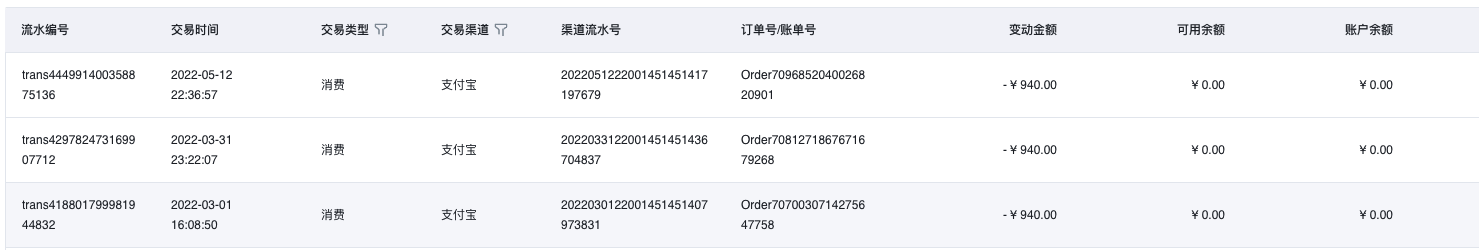 流水编号 交易时间 交易类型 交易渠道 渠道流水号 订单号/账单号 变动金额 可用余额 账户余额
trans4449914003588 2022-05-12 2022051222001451451417 Order70968520400268
消费 支付宝 - ¥ 940.00 ¥ 0.00 ¥ 0.00
75136 22:36:57 197679 20901
trans4297824731699 2022-03-31 2022033122001451451436 Order70812718676716
消费 支付宝 - ¥ 940.00 ¥ 0.00 ¥ 0.00
07712 23:22:07 704837 79268
trans4188017999819 2022-03-01 2022030122001451451407 Order70700307142756
消费 支付宝 - ¥ 940.00 ¥ 0.00 ¥ 0.00
44832 16:08:50 973831 47758